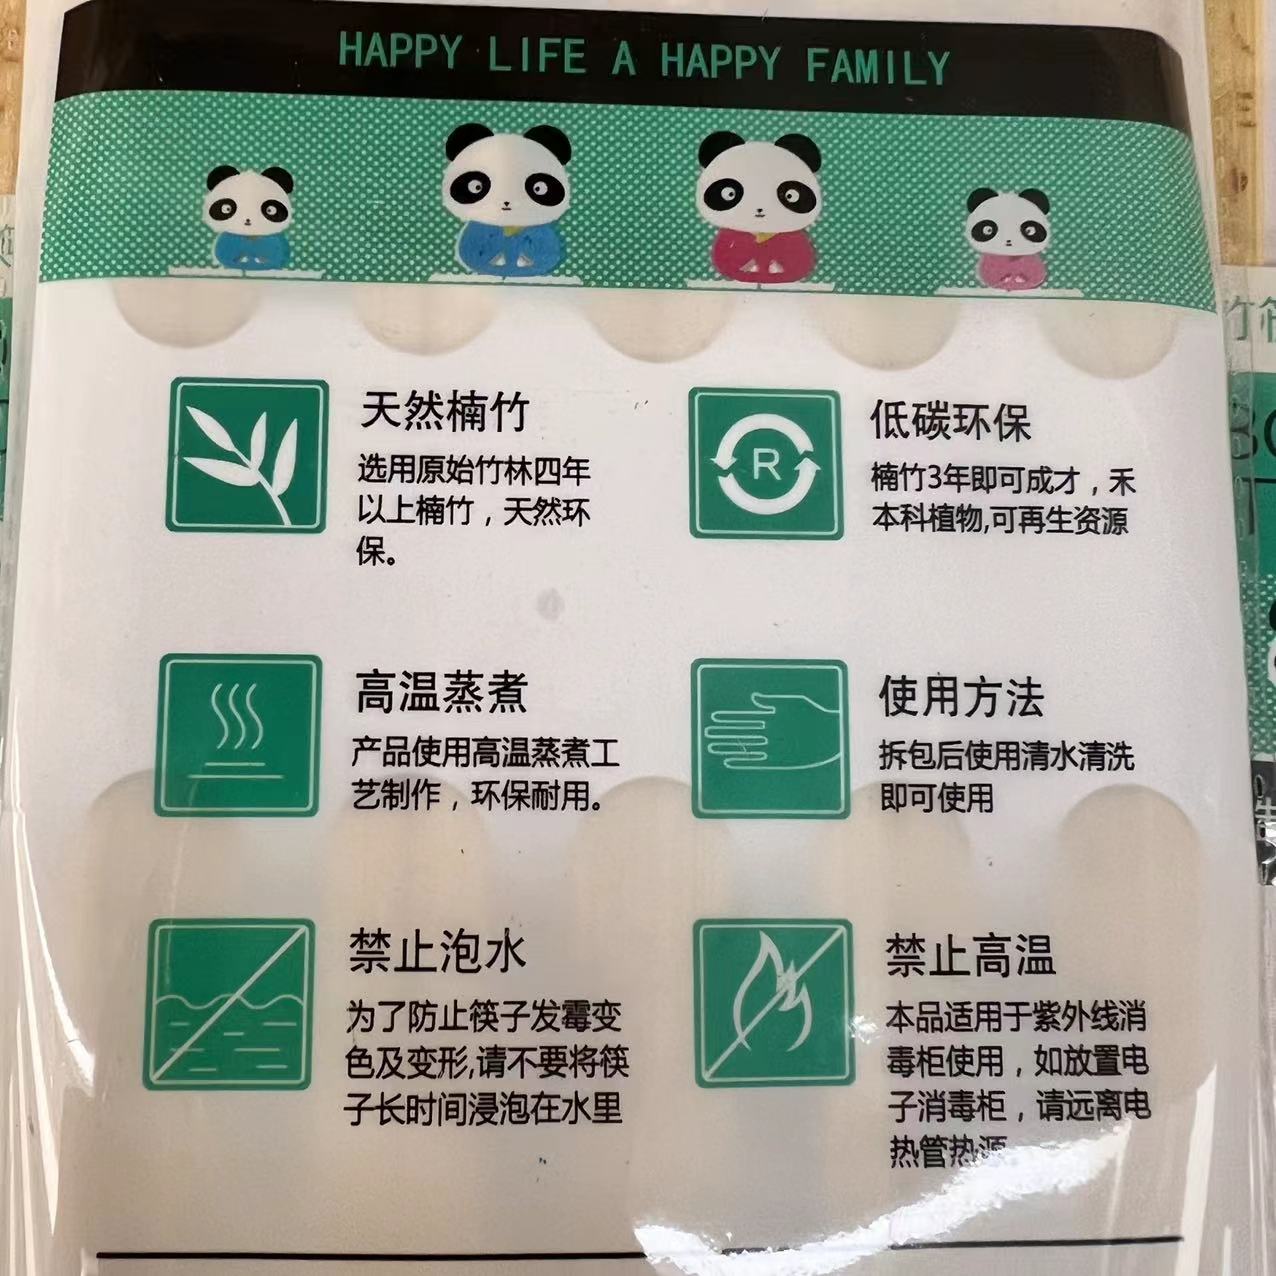 HAPPY LIFE A HAPPY FAMILY
天然楠竹
选用原始竹林四年
以上楠竹，天然环
保。
低碳环保
R
楠竹3年即可成才，禾
本科植物,可再生资源
高温蒸煮
产品使用高温蒸煮工
艺制作，环保耐用。
使用方法
拆包后使用清水清洗
即可使用
禁止泡水
为了防止筷子发霉变
色及变形,请不要将筷
子长时间浸泡在水里
禁止高温
本品适用于紫外线消
毒柜使用，如放置电
子消毒柜，请远离电
热管热源。